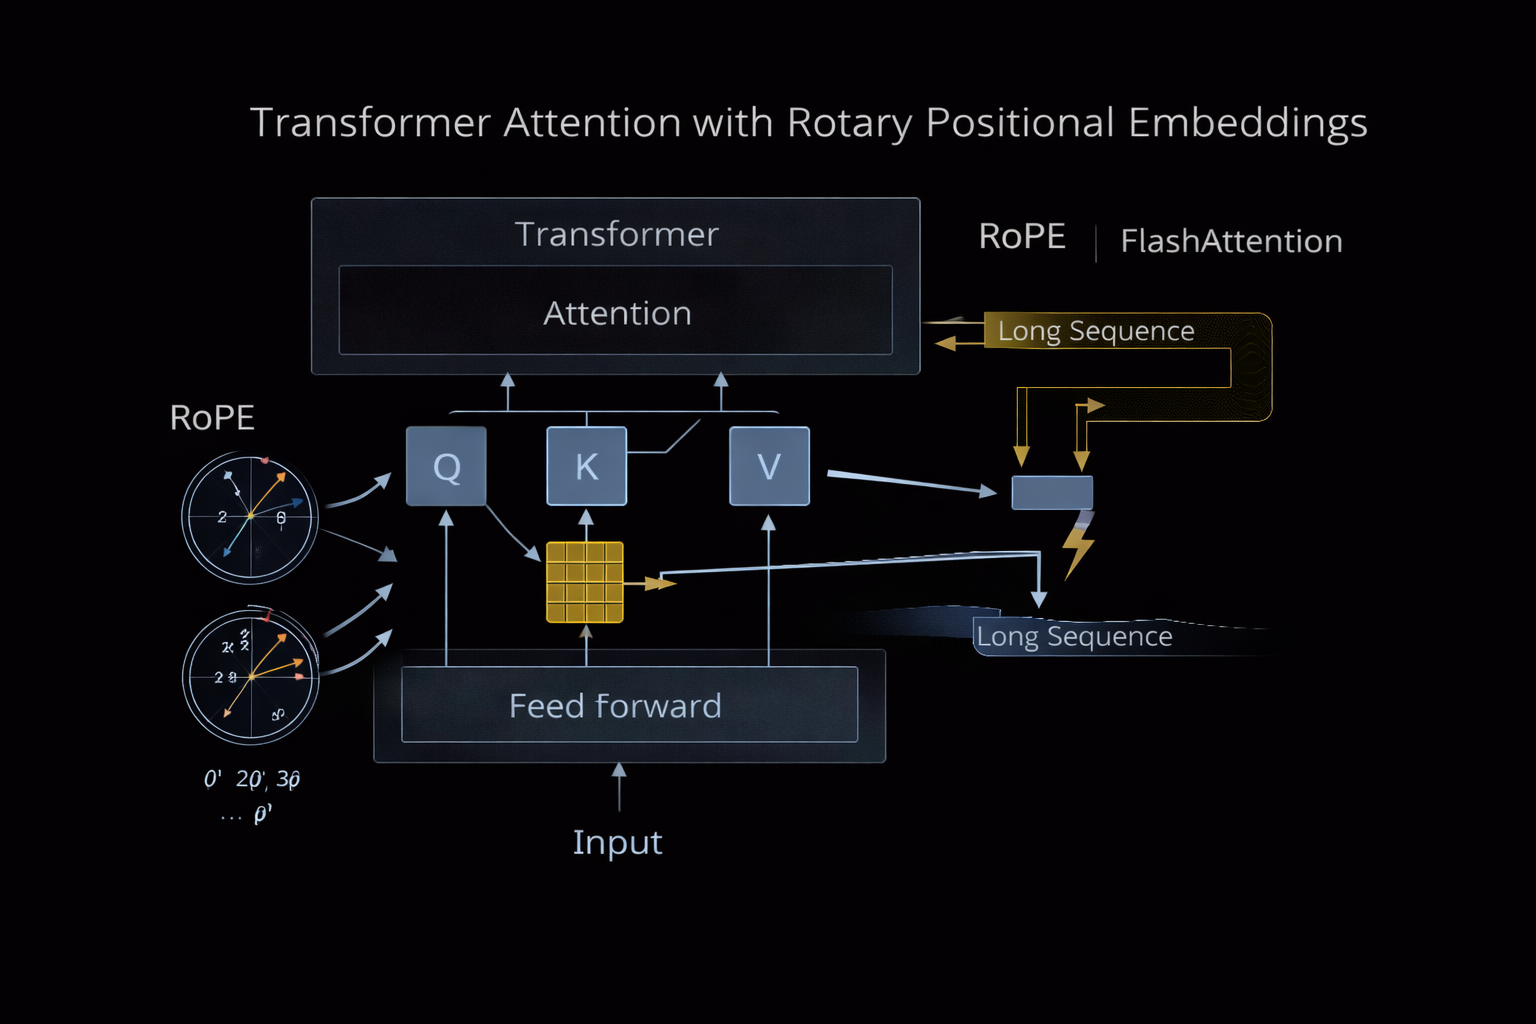 Transformer Attention with Rotary Positional Embeddings
Transformer
Attention
RoPE | FlashAttention
Long Sequence
RoPE
Q K V
Long Sequence
Feed forward
Input